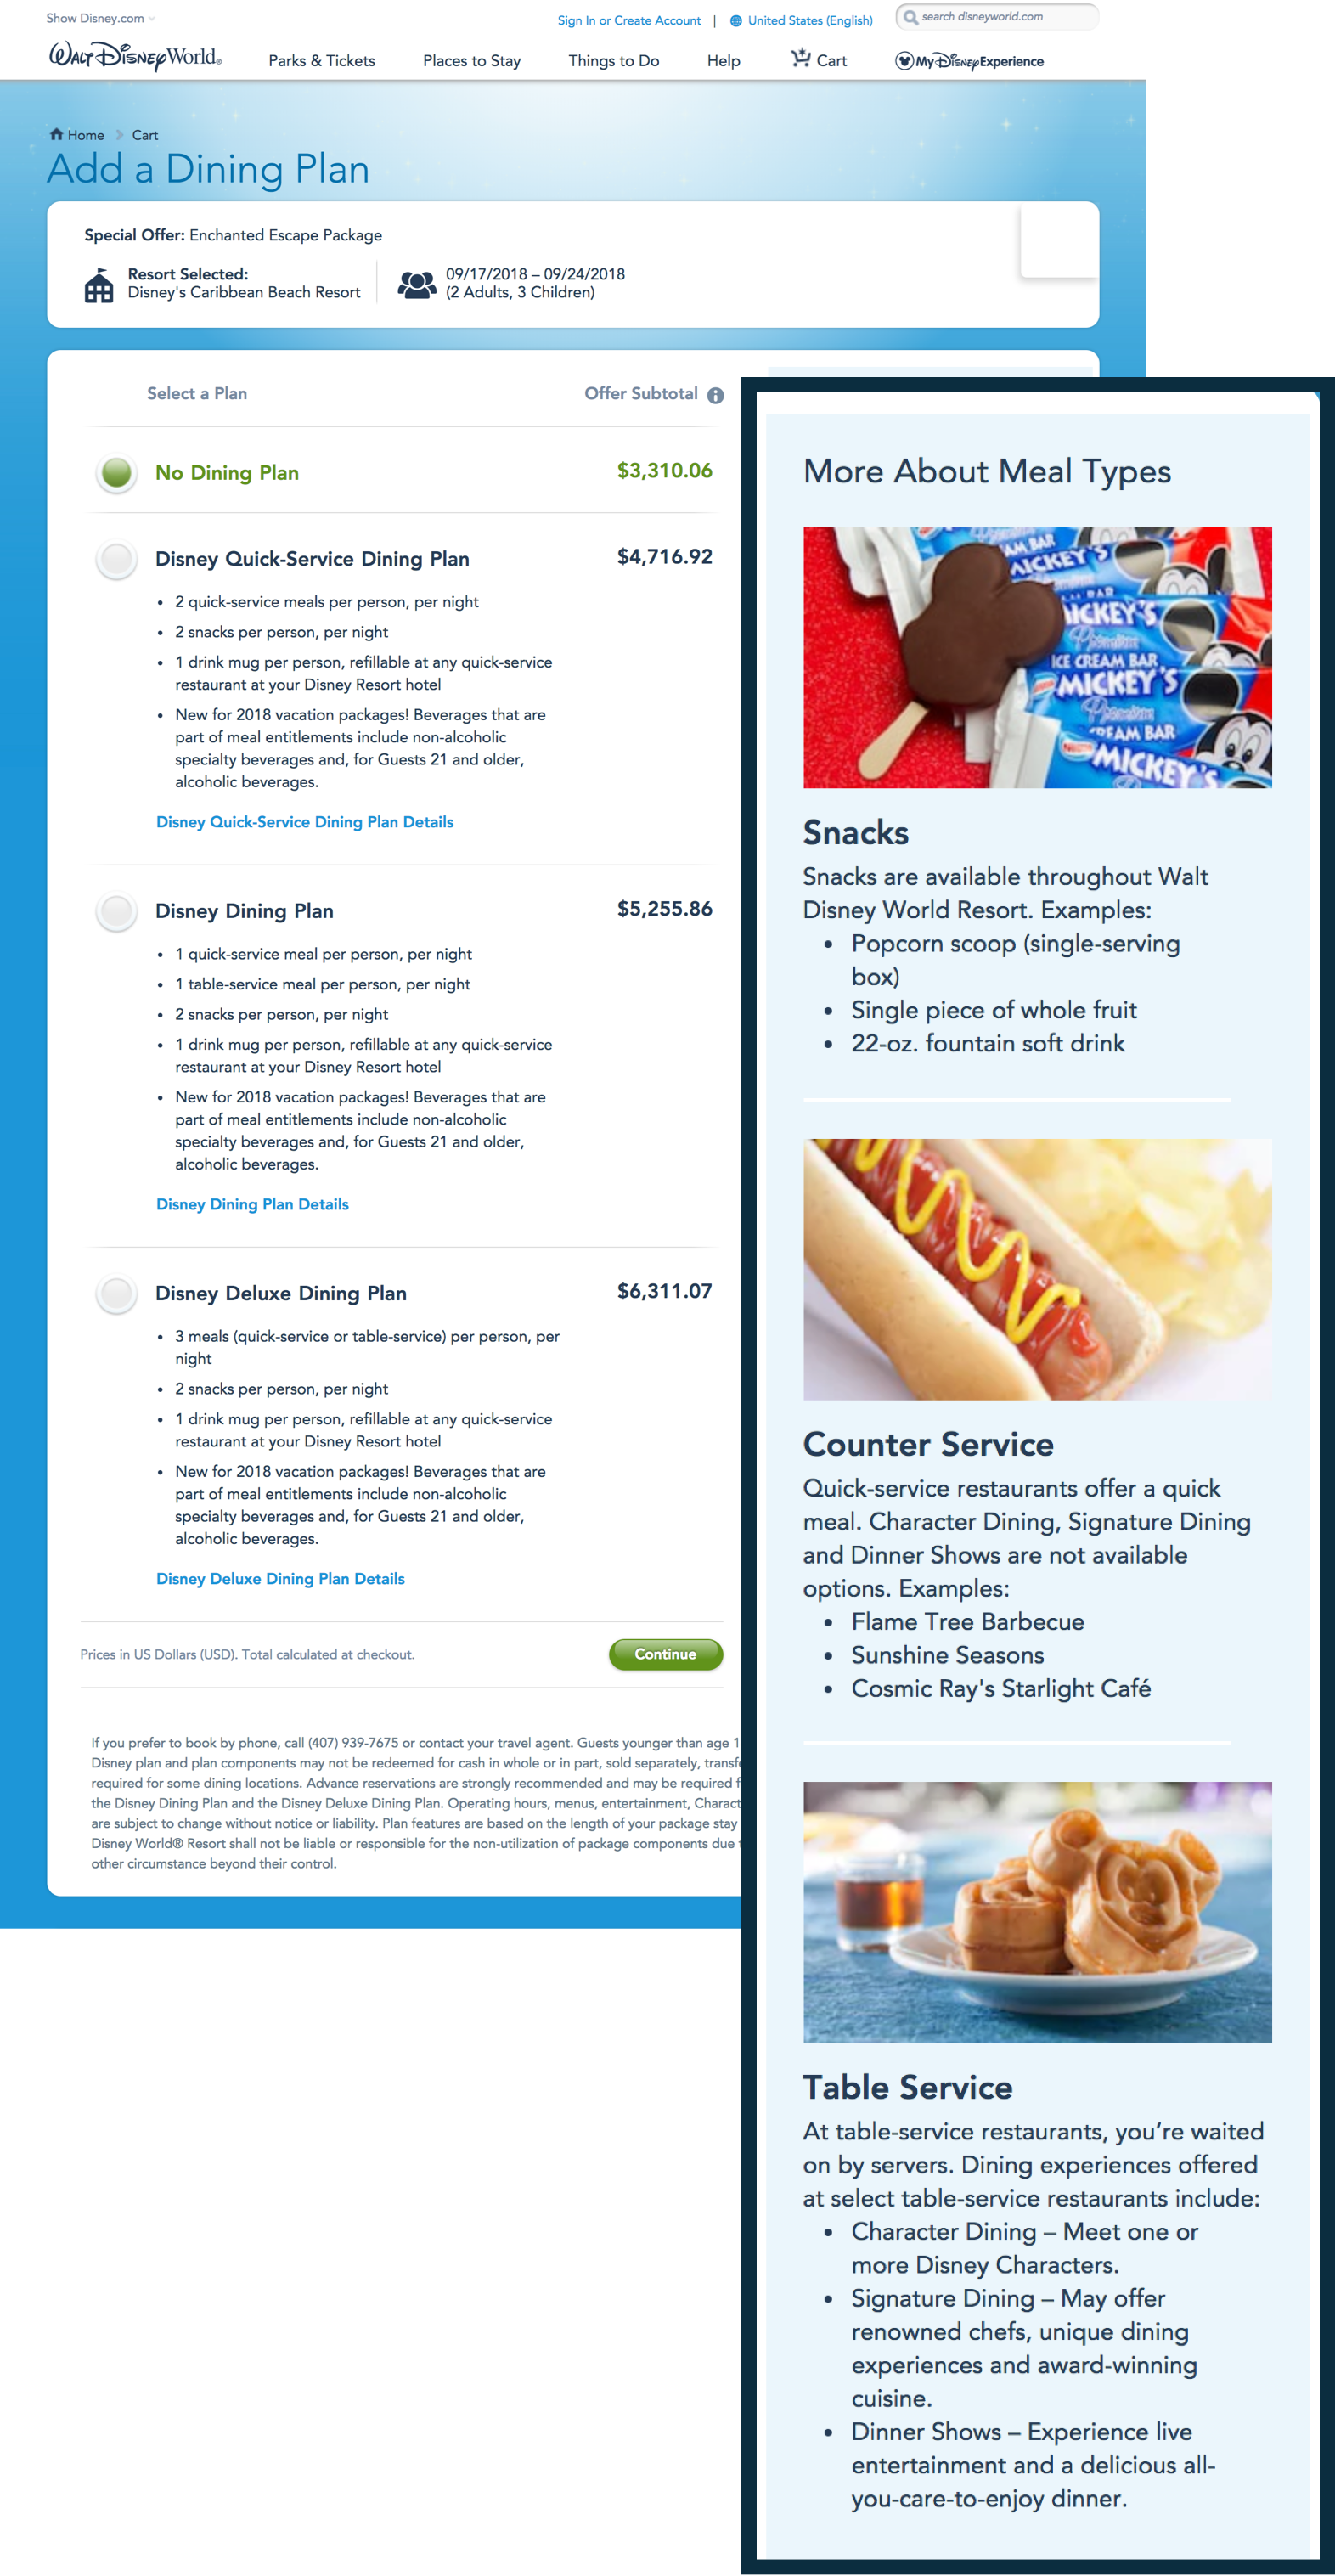 Show Disney.com
Sign In or Create Account | United States (English)
search disneyworld.com
Walt Disney World®
Parks & Tickets
Places to Stay
Things to Do
Help
Cart
My Disney Experience
Home > Cart
Add a Dining Plan
Special Offer: Enchanted Escape Package
Resort Selected:
Disney's Caribbean Beach Resort
09/17/2018 – 09/24/2018
(2 Adults, 3 Children)
Select a Plan
Offer Subtotal
No Dining Plan
$3,310.06
Disney Quick-Service Dining Plan
$4,716.92
• 2 quick-service meals per person, per night
• 2 snacks per person, per night
• 1 drink mug per person, refillable at any quick-service
restaurant at your Disney Resort hotel
• New for 2018 vacation packages! Beverages that are
part of meal entitlements include non-alcoholic
specialty beverages and, for Guests 21 and older,
alcoholic beverages.
Disney Quick-Service Dining Plan Details
Disney Dining Plan
$5,255.86
• 1 quick-service meal per person, per night
• 1 table-service meal per person, per night
• 2 snacks per person, per night
• 1 drink mug per person, refillable at any quick-service
restaurant at your Disney Resort hotel
• New for 2018 vacation packages! Beverages that are
part of meal entitlements include non-alcoholic
specialty beverages and, for Guests 21 and older,
alcoholic beverages.
Disney Dining Plan Details
Disney Deluxe Dining Plan
$6,311.07
• 3 meals (quick-service or table-service) per person, per
night
• 2 snacks per person, per night
• 1 drink mug per person, refillable at any quick-service
restaurant at your Disney Resort hotel
• New for 2018 vacation packages! Beverages that are
part of meal entitlements include non-alcoholic
specialty beverages and, for Guests 21 and older,
alcoholic beverages.
Disney Deluxe Dining Plan Details
Prices in US Dollars (USD). Total calculated at checkout.
Continue
If you prefer to book by phone, call (407) 939-7675 or contact your travel agent. Guests younger than age
Disney plan and plan components may not be redeemed for cash in whole or in part, sold separately,
required for some dining locations. Advance reservations are strongly recommended and may be required
the Disney Dining Plan and the Disney Deluxe Dining Plan. Operating hours, menus, entertainment,
are subject to change without notice or liability. Plan features are based on the length of your package stay
Disney World® Resort shall not be liable or responsible for the non-utilization of package components due
other circumstance beyond their control.
More About Meal Types
AM BAR
MICKEY'S
MICKEY'S
Premium
ICE CREAM BAR
MICKEY'S
Premium
CREAM BAR
MICKEY'S
Snacks
Snacks are available throughout Walt
Disney World Resort. Examples:
• Popcorn scoop (single-serving
box)
• Single piece of whole fruit
• 22-oz. fountain soft drink
Counter Service
Quick-service restaurants offer a quick
meal. Character Dining, Signature Dining
and Dinner Shows are not available
options. Examples:
• Flame Tree Barbecue
• Sunshine Seasons
• Cosmic Ray's Starlight Café
Table Service
At table-service restaurants, you’re waited
on by servers. Dining experiences offered
at select table-service restaurants include:
• Character Dining – Meet one or
more Disney Characters.
• Signature Dining – May offer
renowned chefs, unique dining
experiences and award-winning
cuisine.
• Dinner Shows – Experience live
entertainment and a delicious all-
you-care-to-enjoy dinner.